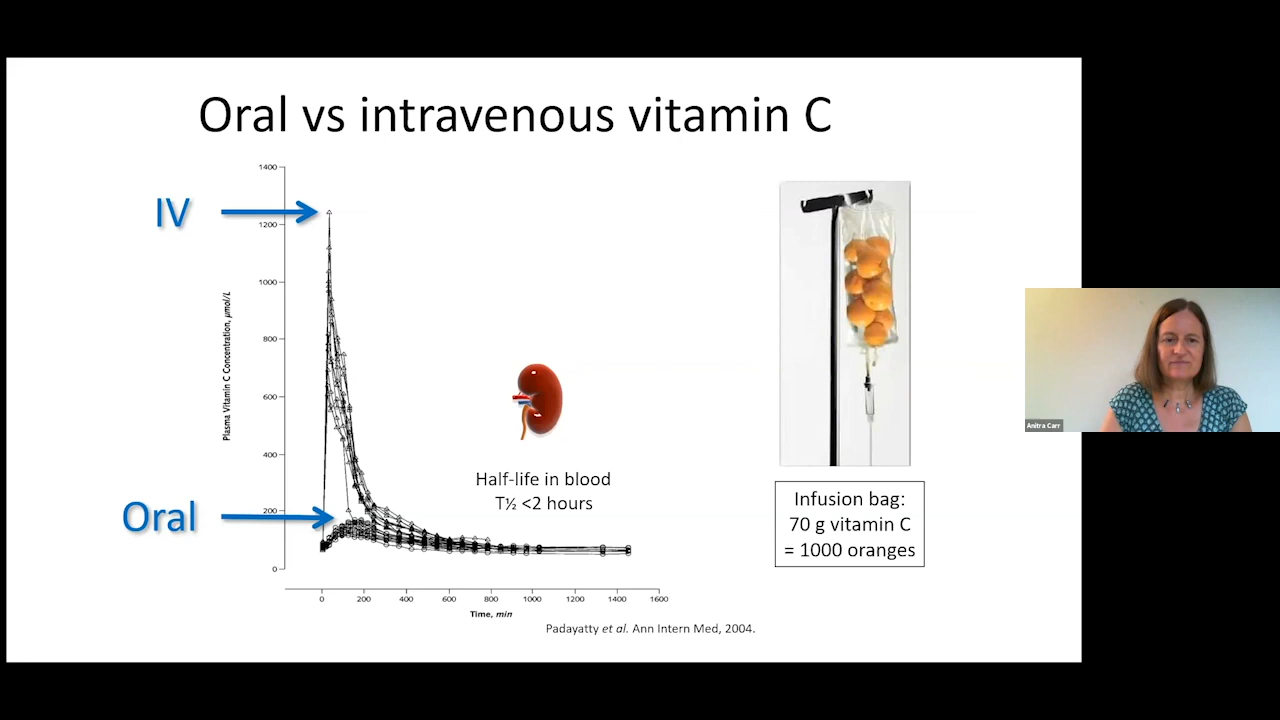 Oral vs intravenous vitamin C
IV
Oral
Plasma Vitamin C Concentration, µmol/L
1400
1200
1000
800
600
400
200
0
0 200 400 600 800 1000 1200 1400 1600
Time, min
Half-life in blood
T½ <2 hours
Infusion bag:
70 g vitamin C
= 1000 oranges
Padayatty et al. Ann Intern Med, 2004.
Anitra Carr